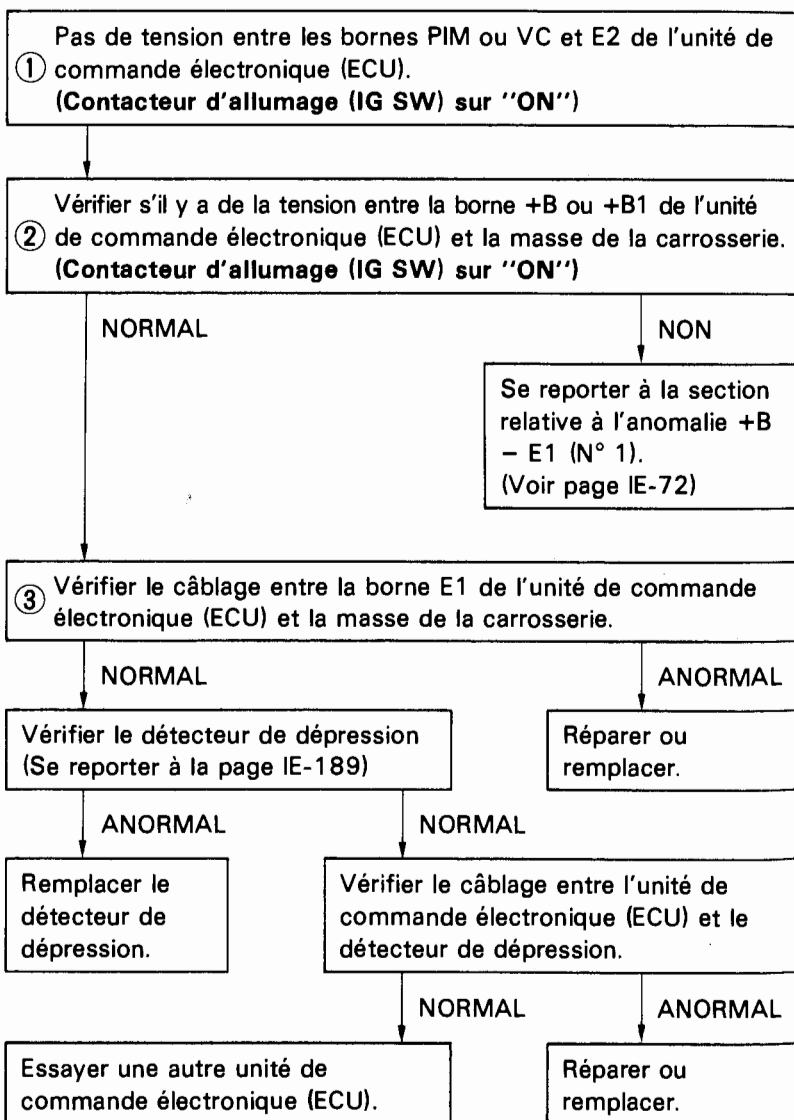 Pas de tension entre les bornes PIM ou VC et E2 de l'unité de
① commande électronique (ECU).
(Contacteur d'allumage (IG SW) sur ''ON'')
Vérifier s'il y a de la tension entre la borne +B ou +B1 de l'unité
② de commande électronique (ECU) et la masse de la carrosserie.
(Contacteur d'allumage (IG SW) sur ''ON'')
NORMAL
NON
Se reporter à la section
relative à l'anomalie +B
– E1 (N° 1).
(Voir page IE-72)
③ Vérifier le câblage entre la borne E1 de l'unité de commande
électronique (ECU) et la masse de la carrosserie.
NORMAL
ANORMAL
Vérifier le détecteur de dépression
(Se reporter à la page IE-189)
Réparer ou
remplacer.
ANORMAL
NORMAL
Remplacer le
détecteur de
dépression.
Vérifier le câblage entre l'unité de
commande électronique (ECU) et le
détecteur de dépression.
NORMAL
ANORMAL
Essayer une autre unité de
commande électronique (ECU).
Réparer ou
remplacer.